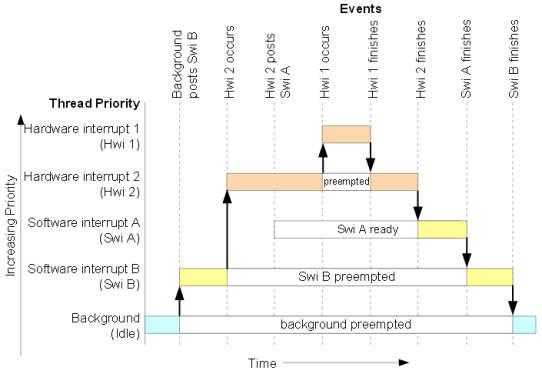 Events
Background
posts Swi B
Hwi 2 occurs
Hwi 2 posts
Swi A
Hwi 1 occurs
Hwi 1 finishes
Hwi 2 finishes
Swi A finishes
Swi B finishes
Thread Priority
Increasing Priority
Hardware interrupt 1
(Hwi 1)
Hardware interrupt 2
(Hwi 2)
preempted
Software interrupt A
(Swi A)
Swi A ready
Software interrupt B
(Swi B)
Swi B preempted
Background
(Idle)
background preempted
Time